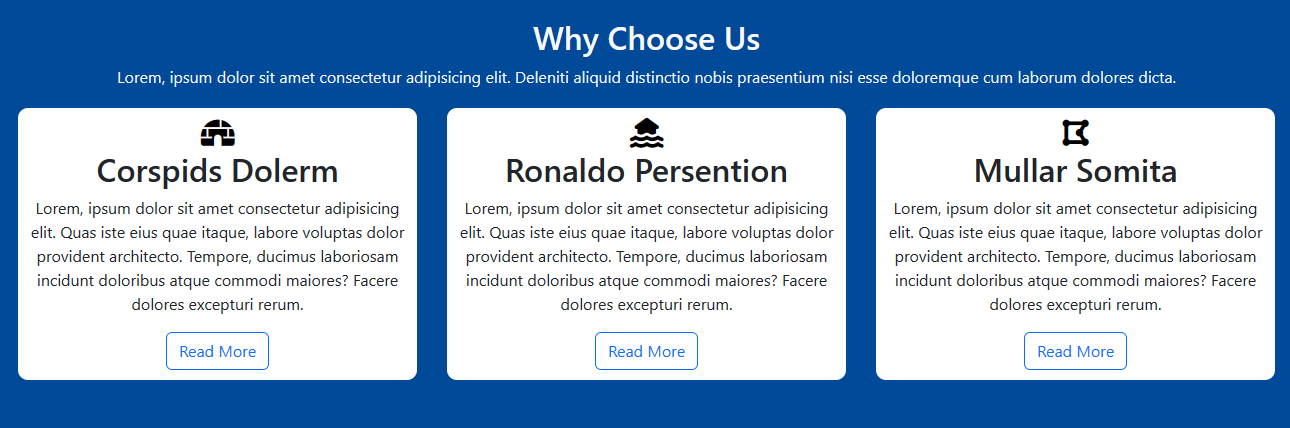 Why Choose Us
Lorem, ipsum dolor sit amet consectetur adipisicing elit. Deleniti aliquid distinctio nobis praesentium nisi esse doloremque cum laborum dolores dicta.
Corspids Dolerm
Lorem, ipsum dolor sit amet consectetur adipisicing
elit. Quas iste eius quae itaque, labore voluptas dolor
provident architecto. Tempore, ducimus laboriosam
incidunt doloribus atque commodi maiores? Facere
dolores excepturi rerum.
Read More
Ronaldo Persention
Lorem, ipsum dolor sit amet consectetur adipisicing
elit. Quas iste eius quae itaque, labore voluptas dolor
provident architecto. Tempore, ducimus laboriosam
incidunt doloribus atque commodi maiores? Facere
dolores excepturi rerum.
Read More
Mullar Somita
Lorem, ipsum dolor sit amet consectetur adipisicing
elit. Quas iste eius quae itaque, labore voluptas dolor
provident architecto. Tempore, ducimus laboriosam
incidunt doloribus atque commodi maiores? Facere
dolores excepturi rerum.
Read More